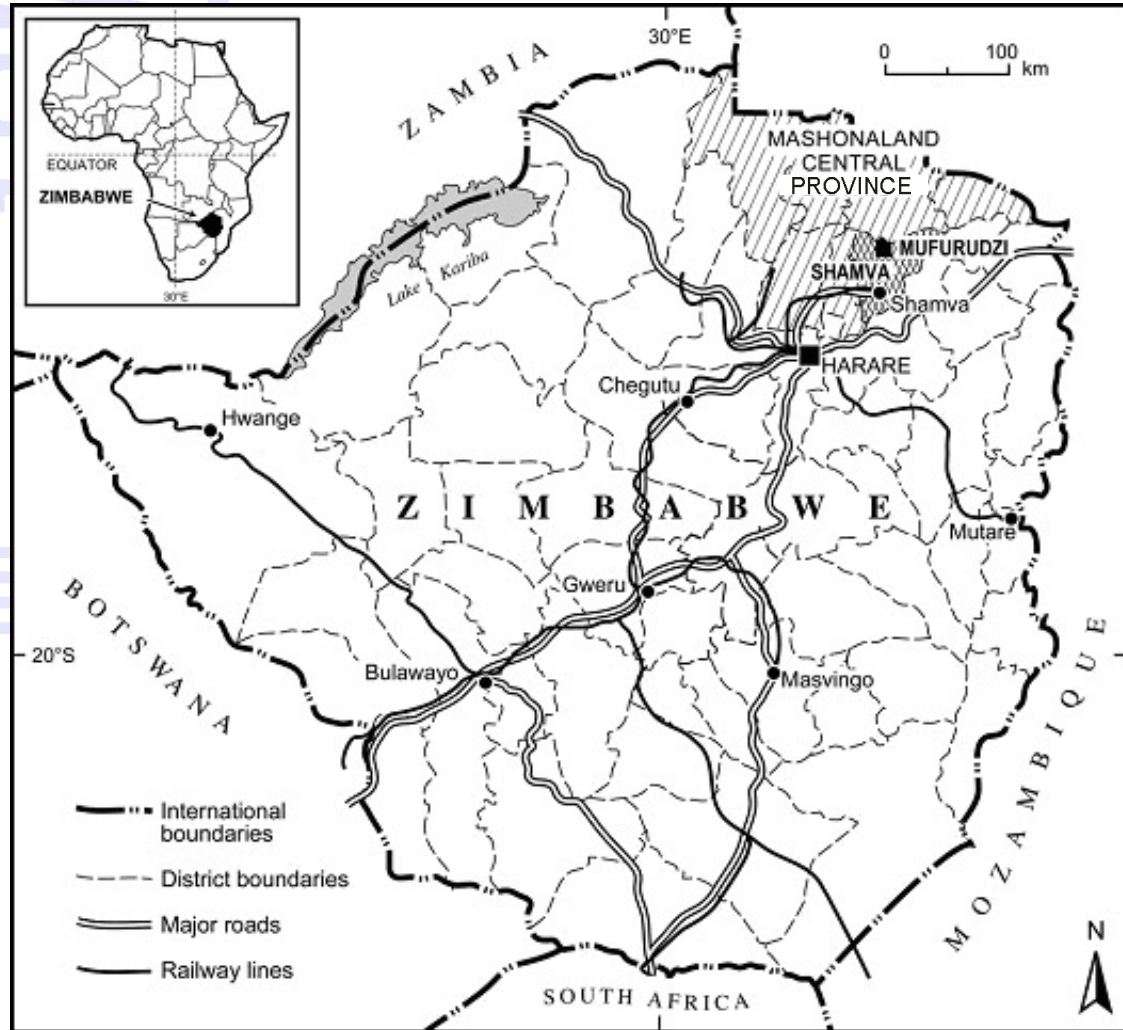 EQUATOR
ZIMBABWE
30°E
30°E
0 100
km
ZAMBIA
MASHONALAND
CENTRAL
PROVINCE
MUFURUDZI
SHAMVA
Shamva
Lake Kariba
HARARE
Chegutu
Hwange
ZIMBABWE
Mutare
Gweru
BOTSWANA
20°S
Bulawayo
Masvingo
MOZAMBIQUE
International
boundaries
District boundaries
Major roads
Railway lines
N
SOUTH AFRICA